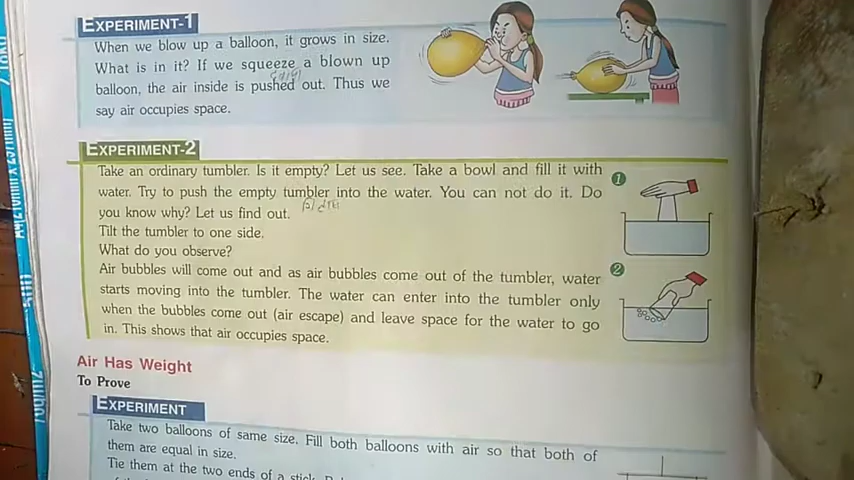 EXPERIMENT-1
When we blow up a balloon, it grows in size.
What is in it? If we squeeze a blown up
balloon, the air inside is pushed out. Thus we
say air occupies space.
EXPERIMENT-2
Take an ordinary tumbler. Is it empty? Let us see. Take a bowl and fill it with
water. Try to push the empty tumbler into the water. You can not do it. Do
you know why? Let us find out.
Tilt the tumbler to one side.
What do you observe?
Air bubbles will come out and as air bubbles come out of the tumbler, water
starts moving into the tumbler. The water can enter into the tumbler only
when the bubbles come out (air escape) and leave space for the water to go
in. This shows that air occupies space.
1
2
Air Has Weight
To Prove
EXPERIMENT
Take two balloons of same size. Fill both balloons with air so that both of
them are equal in size.
Tie them at the two ends of a stick.